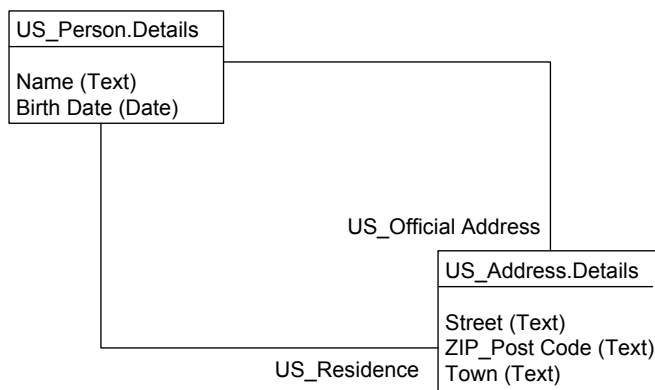 US_Person.Details
Name (Text)
Birth Date (Date)
US_Official Address
US_Address.Details
Street (Text)
ZIP_Post Code (Text)
Town (Text)
US_Residence